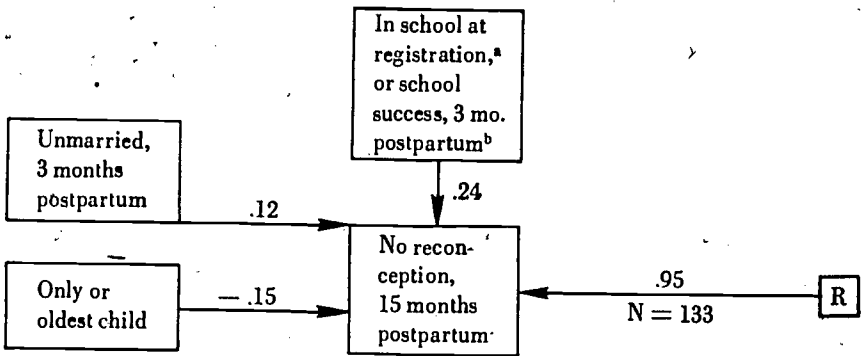 In school at
registration,ᵃ
or school
success, 3 mo.
postpartumᵇ
Unmarried,
3 months
postpartum
.12
.24
Only or
oldest child
— .15
No recon-
ception,
15 months
postpartum
.95
N = 133
R